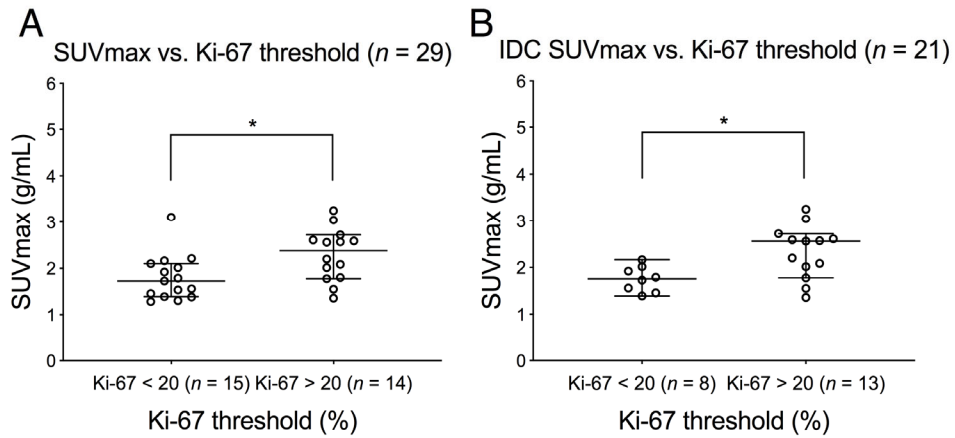 A
SUVmax vs. Ki-67 threshold (n = 29)
6
5
4
3
2
1
0
SUVmax (g/mL)
*
Ki-67 < 20 (n = 15)
Ki-67 > 20 (n = 14)
Ki-67 threshold (%)
B
IDC SUVmax vs. Ki-67 threshold (n = 21)
6
5
4
3
2
1
0
SUVmax (g/mL)
*
Ki-67 < 20 (n = 8)
Ki-67 > 20 (n = 13)
Ki-67 threshold (%)